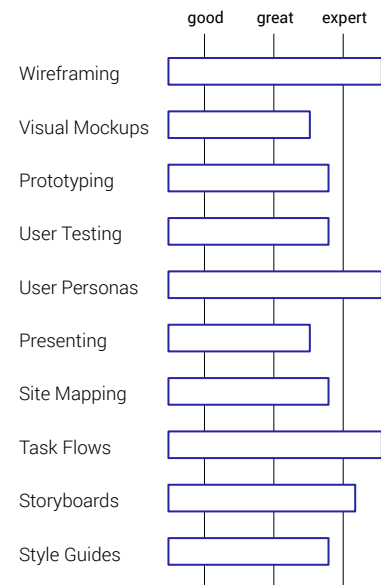 good great expert
Wireframing
Visual Mockups
Prototyping
User Testing
User Personas
Presenting
Site Mapping
Task Flows
Storyboards
Style Guides